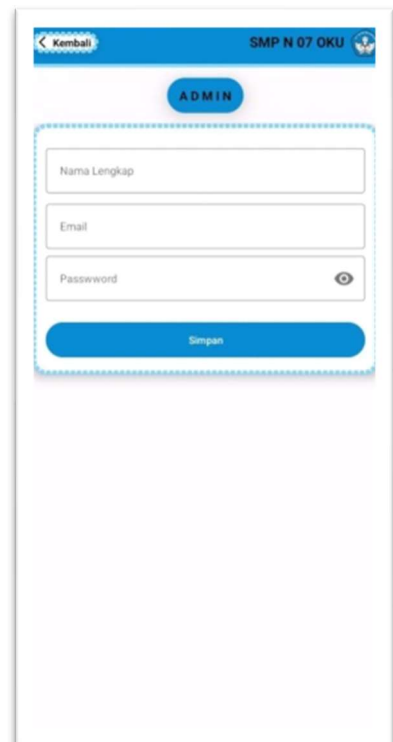 Kembali SMP N 07 OKU
ADMIN
Nama Lengkap
Email
Passwword
Simpan